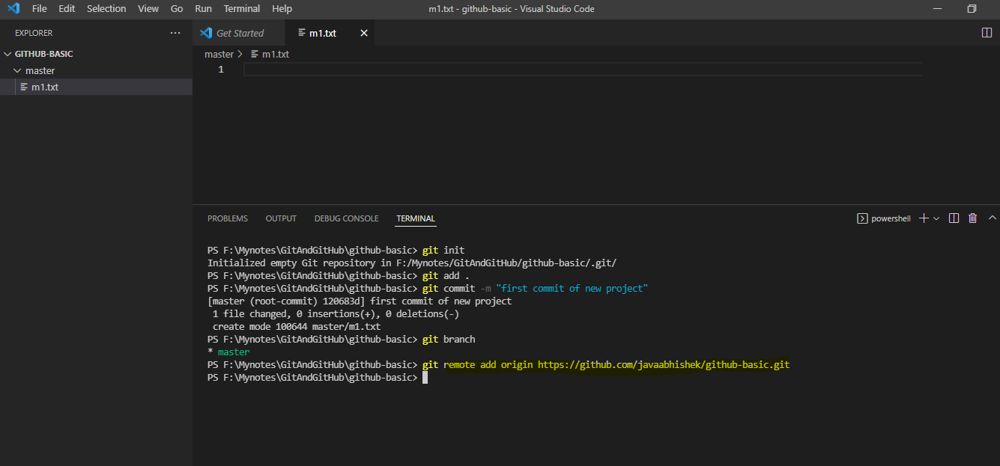 File Edit Selection View Go Run Terminal Help
m1.txt - github-basic - Visual Studio Code
EXPLORER
...
Get Started
m1.txt
GITHUB-BASIC
master
m1.txt
master > m1.txt
1
PROBLEMS OUTPUT DEBUG CONSOLE TERMINAL
powershell
PS F:\Mynotes\GitAndGitHub\github-basic> git init
Initialized empty Git repository in F:/Mynotes/GitAndGitHub/github-basic/.git/
PS F:\Mynotes\GitAndGitHub\github-basic> git add .
PS F:\Mynotes\GitAndGitHub\github-basic> git commit -m "first commit of new project"
[master (root-commit) 120683d] first commit of new project
 1 file changed, 0 insertions(+), 0 deletions(-)
 create mode 100644 master/m1.txt
PS F:\Mynotes\GitAndGitHub\github-basic> git branch
* master
PS F:\Mynotes\GitAndGitHub\github-basic> git remote add origin https://github.com/javaabhishek/github-basic.git
PS F:\Mynotes\GitAndGitHub\github-basic>